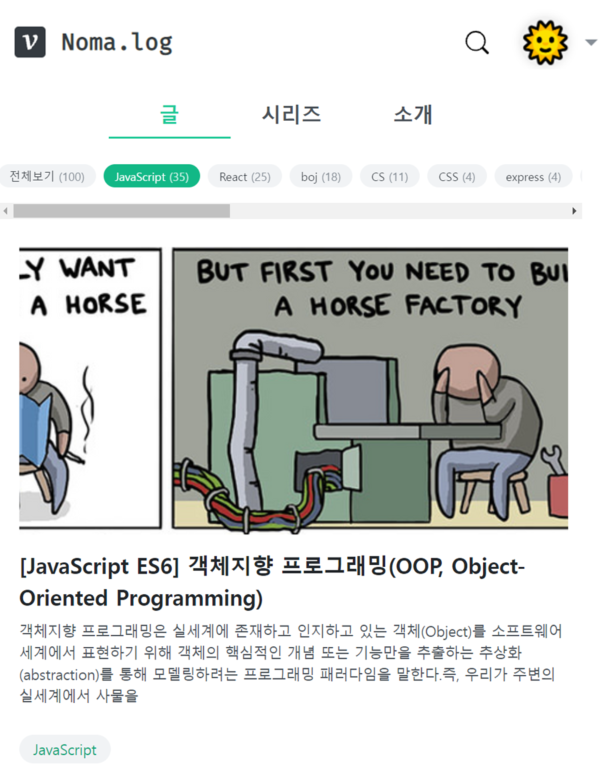 v Noma.log
글 시리즈 소개
전체보기 (100) JavaScript (35) React (25) boj (18) CS (11) CSS (4) express (4)
LY WANT
A HORSE
BUT FIRST YOU NEED TO BUI
A HORSE FACTORY
[JavaScript ES6] 객체지향 프로그래밍(OOP, Object-
Oriented Programming)
객체지향 프로그래밍은 실세계에 존재하고 인지하고 있는 객체(Object)를 소프트웨어
세계에서 표현하기 위해 객체의 핵심적인 개념 또는 기능만을 추출하는 추상화
(abstraction)를 통해 모델링하려는 프로그래밍 패러다임을 말한다.즉, 우리가 주변의
실세계에서 사물을
JavaScript